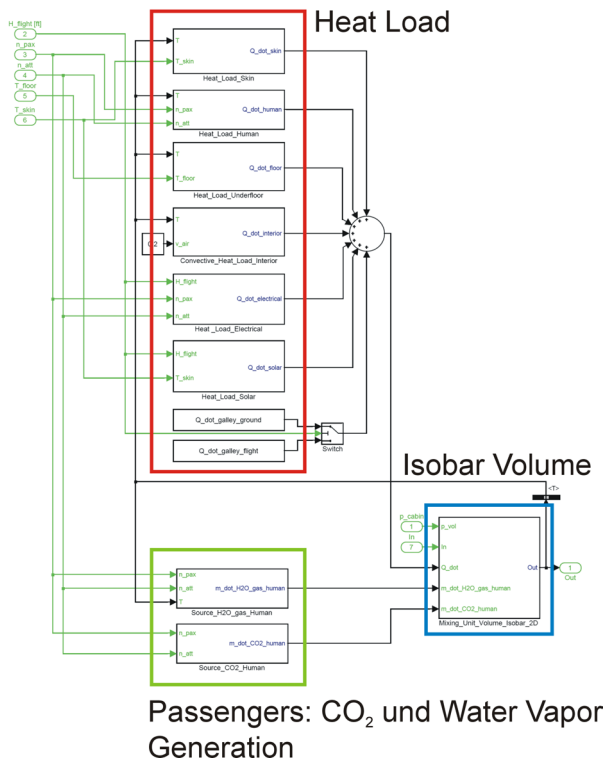 Heat Load
H_flight [ft]
2
n_pax
3
n_att
4
T_floor
5
T_skin
6
T
T_skin
Q_dot_skin
Heat_Load_Skin
T
n_pax
n_att
Q_dot_human
Heat_Load_Human
T
T_floor
Q_dot_floor
Heat_Load_Underfloor
T
v_air
Q_dot_interior
Convective_Heat_Load_Interior
H_flight
n_pax
n_att
Q_dot_electrical
Heat _Load_Electrical
H_flight
T_skin
Q_dot_solar
Heat_Load_Solar
Q_dot_galley_ground
Q_dot_galley_flight
Switch
Isobar Volume
<T>
p_cabin
1
In
7
p_vol
In
Q_dot
m_dot_H2O_gas_human
m_dot_CO2_human
Out
Mixing_Unit_Volume_Isobar_2D
1
Out
n_pax
n_att
T
m_dot_H2O_gas_human
Source_H2O_gas_Human
n_pax
n_att
m_dot_CO2_human
Source_CO2_Human
Passengers: CO₂ und Water Vapor
Generation